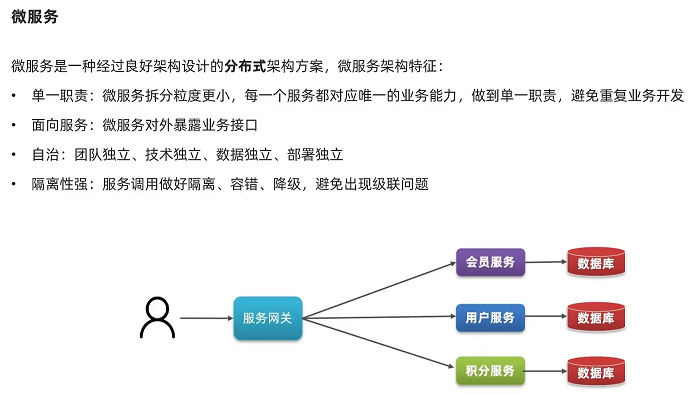 微服务
微服务是一种经过良好架构设计的分布式架构方案，微服务架构特征：
• 单一职责：微服务拆分粒度更小，每一个服务都对应唯一的业务能力，做到单一职责，避免重复业务开发
• 面向服务：微服务对外暴露业务接口
• 自治：团队独立、技术独立、数据独立、部署独立
• 隔离性强：服务调用做好隔离、容错、降级，避免出现级联问题
会员服务
数据库
服务网关
用户服务
数据库
积分服务
数据库